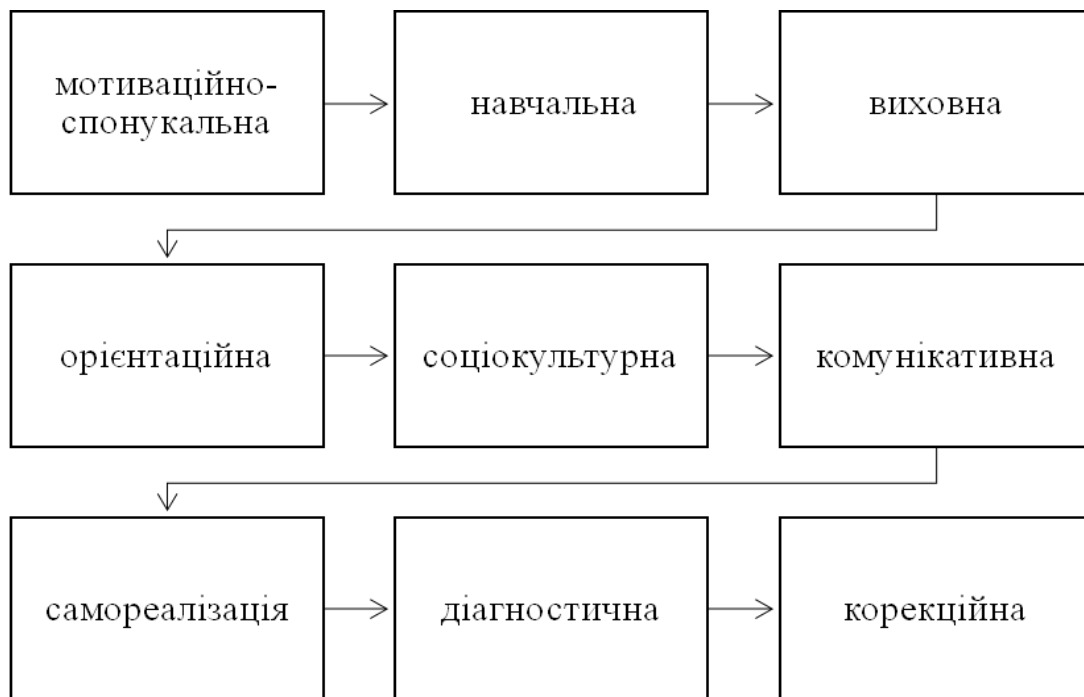 мотиваційно-
спонукальна
навчальна
виховна
орієнтаційна
соціокультурна
комунікативна
самореалізація
діагностична
корекційна